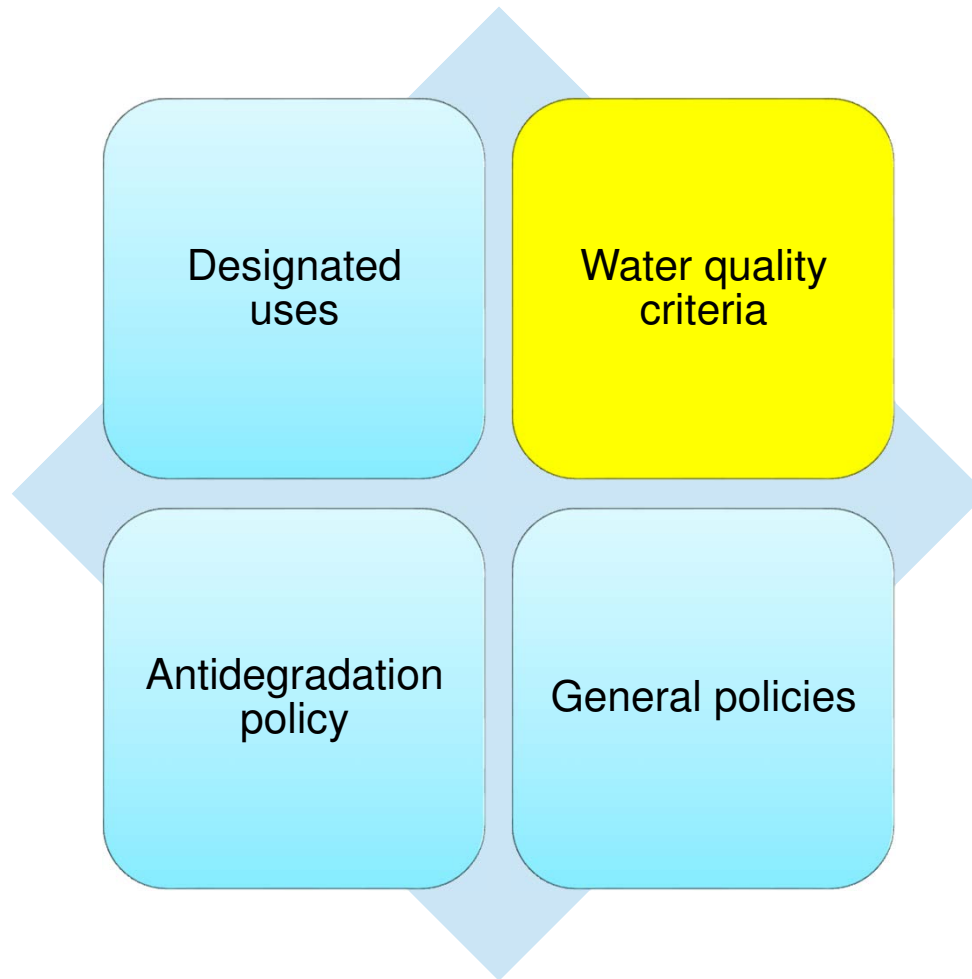 Designated
uses
Water quality
criteria
Antidegradation
policy
General policies